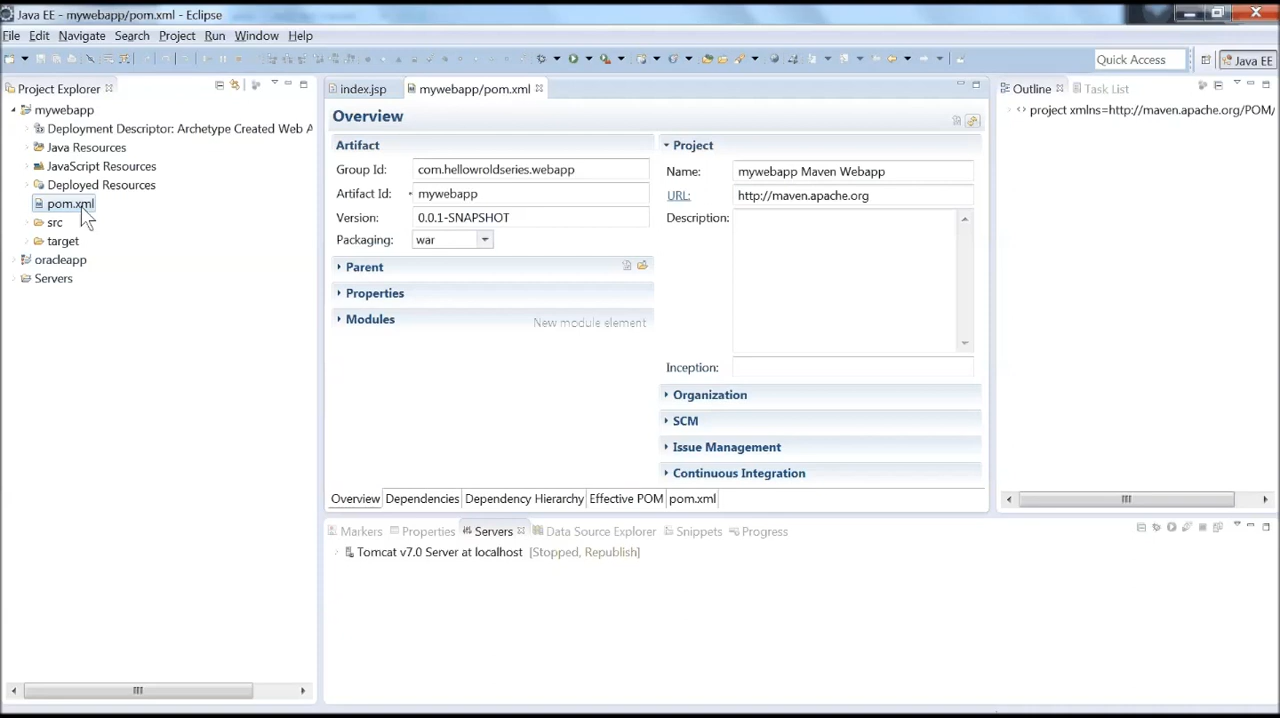 Java EE - mywebapp/pom.xml - Eclipse
File Edit Navigate Search Project Run Window Help
Quick Access
Java EE
Project Explorer
mywebapp
Deployment Descriptor: Archetype Created Web A
Java Resources
JavaScript Resources
Deployed Resources
pom.xml
src
target
oracleapp
Servers
index.jsp
mywebapp/pom.xml
Overview
Artifact
Group Id: com.hellowroldseries.webapp
Artifact Id: mywebapp
Version: 0.0.1-SNAPSHOT
Packaging: war
Parent
Properties
Modules
New module element
Project
Name: mywebapp Maven Webapp
URL: http://maven.apache.org
Description:
Inception:
Organization
SCM
Issue Management
Continuous Integration
Overview Dependencies Dependency Hierarchy Effective POM pom.xml
Outline Task List
project xmlns=http://maven.apache.org/POM/
Markers Properties Servers Data Source Explorer Snippets Progress
Tomcat v7.0 Server at localhost [Stopped, Republish]